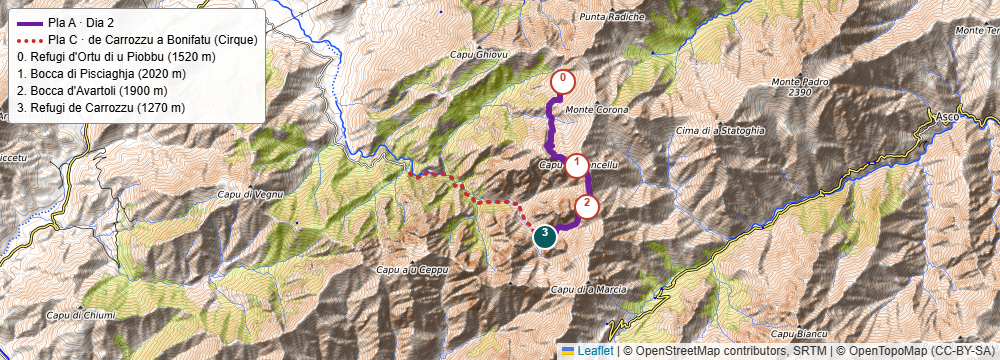 Pla A · Dia 2
Pla C · de Carrozzu a Bonifatu (Cirque)
0. Refugi d'Ortu di u Piobbu (1520 m)
1. Bocca di Pisciaghja (2020 m)
2. Bocca d'Avartoli (1900 m)
3. Refugi de Carrozzu (1270 m)
Punta Radiche
Monte
Capu Ghiovu
0
Monte Padro
2390
Monte Corona
Asco
Cima di a Statoghia
1
Capu
Capu di Vegnu
2
3
Capu a u Ceppu
Capu di a Marcia
Capu di Chiumi
Capu Biancu
Leaflet | © OpenStreetMap contributors, SRTM | © OpenTopoMap (CC-BY-SA)